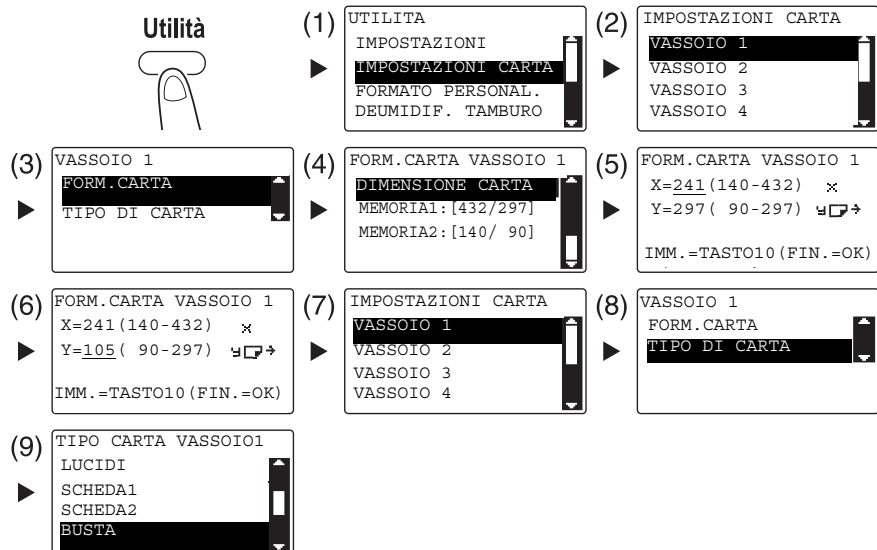 Utilità
(1)
UTILITA
IMPOSTAZIONI
IMPOSTAZIONI CARTA
FORMATO PERSONAL.
DEUMIDIF. TAMBURO
(2)
IMPOSTAZIONI CARTA
VASSOIO 1
VASSOIO 2
VASSOIO 3
VASSOIO 4
(3)
VASSOIO 1
FORM.CARTA
TIPO DI CARTA
(4)
FORM.CARTA VASSOIO 1
DIMENSIONE CARTA
MEMORIA1:[432/297]
MEMORIA2:[140/ 90]
(5)
FORM.CARTA VASSOIO 1
X=241(140-432) X
Y=297( 90-297) Y
IMM.=TASTO10(FIN.=OK)
(6)
FORM.CARTA VASSOIO 1
X=241(140-432) X
Y=105( 90-297) Y
IMM.=TASTO10(FIN.=OK)
(7)
IMPOSTAZIONI CARTA
VASSOIO 1
VASSOIO 2
VASSOIO 3
VASSOIO 4
(8)
VASSOIO 1
FORM.CARTA
TIPO DI CARTA
(9)
TIPO CARTA VASSOIO1
LUCIDI
SCHEDA1
SCHEDA2
BUSTA